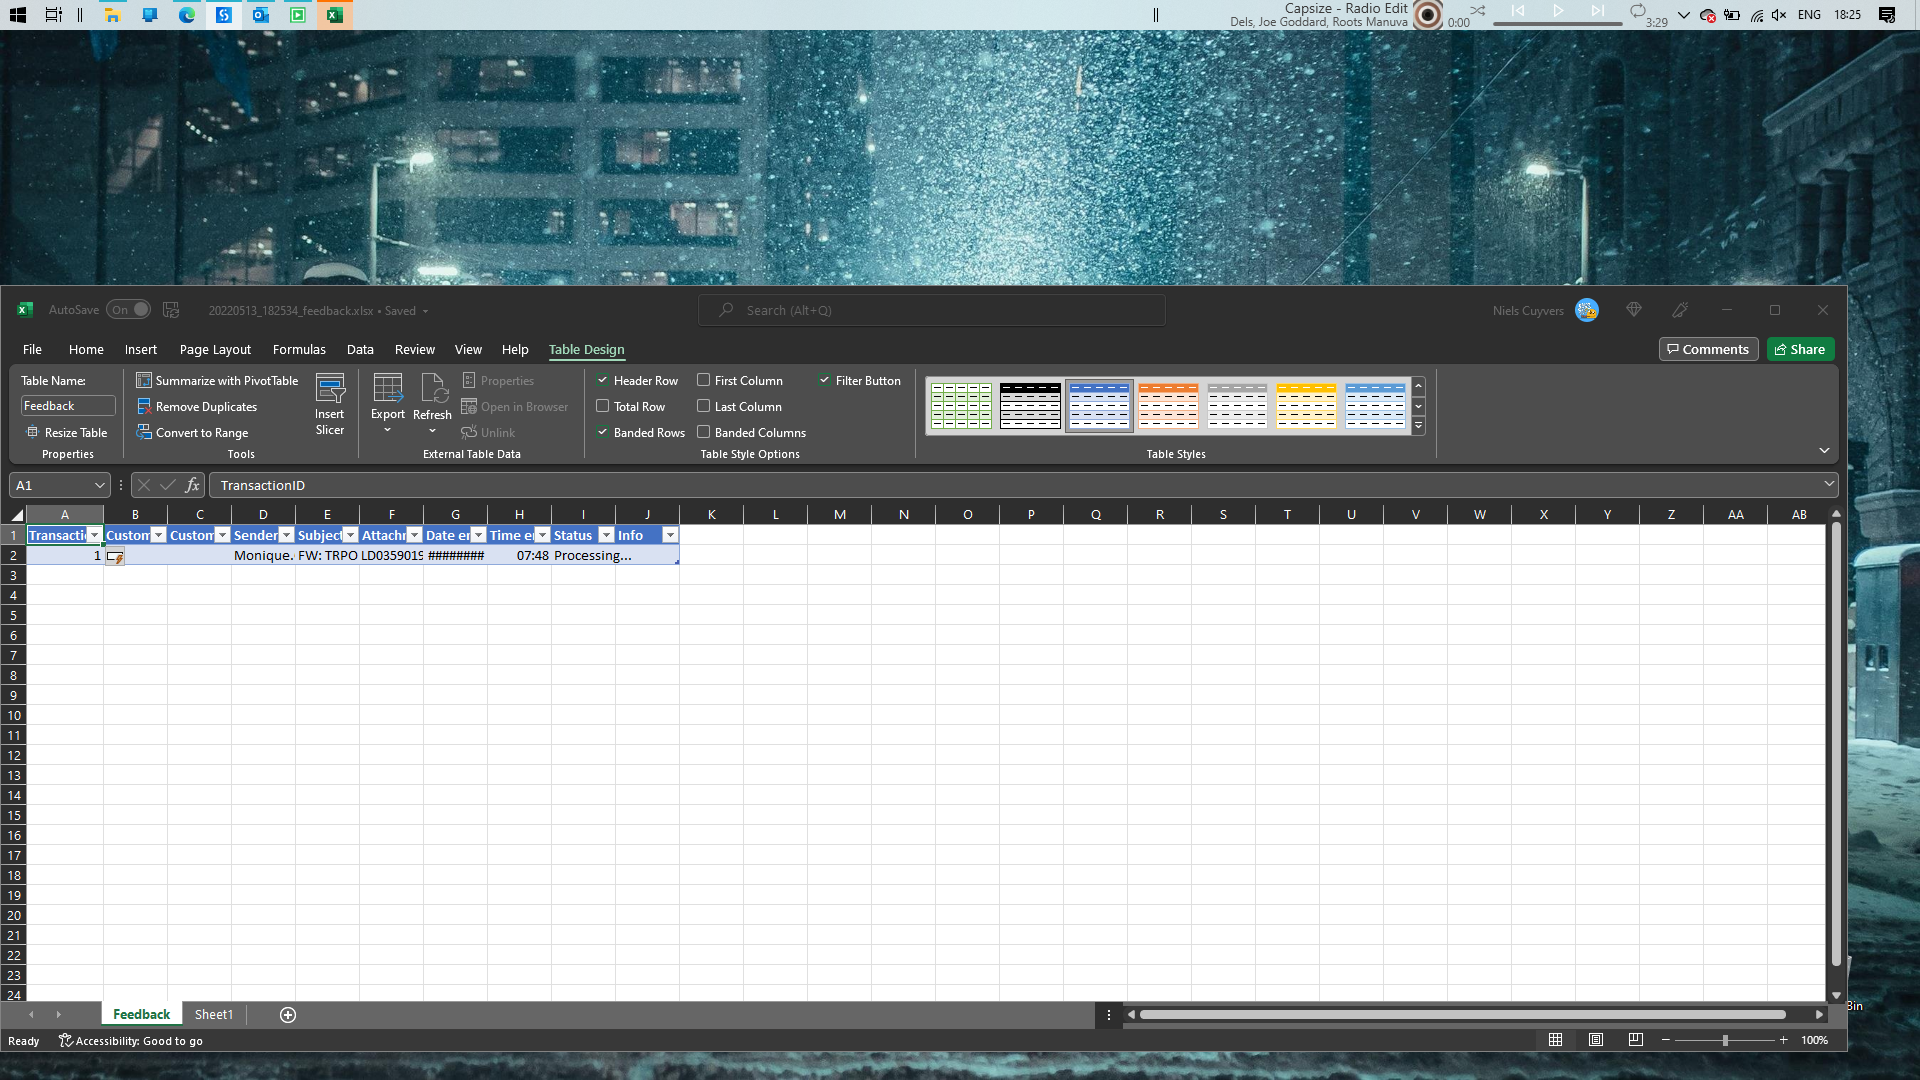 Capsize - Radio Edit
Dels, Joe Goddard, Roots Manuva
0:00
3:29
ENG
18:25
AutoSave On
20220513_182534_feedback.xlsx • Saved
Search (Alt+Q)
Niels Cuyvers
File Home Insert Page Layout Formulas Data Review View Help Table Design
Comments Share
Table Name:
Feedback
Resize Table
Properties
Summarize with PivotTable
Remove Duplicates
Convert to Range
Tools
Insert
Slicer
Export
Refresh
Properties
Open in Browser
Unlink
External Table Data
Header Row
Total Row
Banded Rows
First Column
Last Column
Banded Columns
Filter Button
Table Style Options
Table Styles
A1
fx
TransactionID
A B C D E F G H I J K L M N O P Q R S T U V W X Y Z AA AB
1 Transacti Custom Custom Sender Subject Attachr Date er Time er Status Info
2 1 Monique. FW: TRPO LD0359019 ######## 07:48 Processing...
3
4
5
6
7
8
9
10
11
12
13
14
15
16
17
18
19
20
21
22
23
24
Feedback Sheet1
Bin
Ready
Accessibility: Good to go
100%